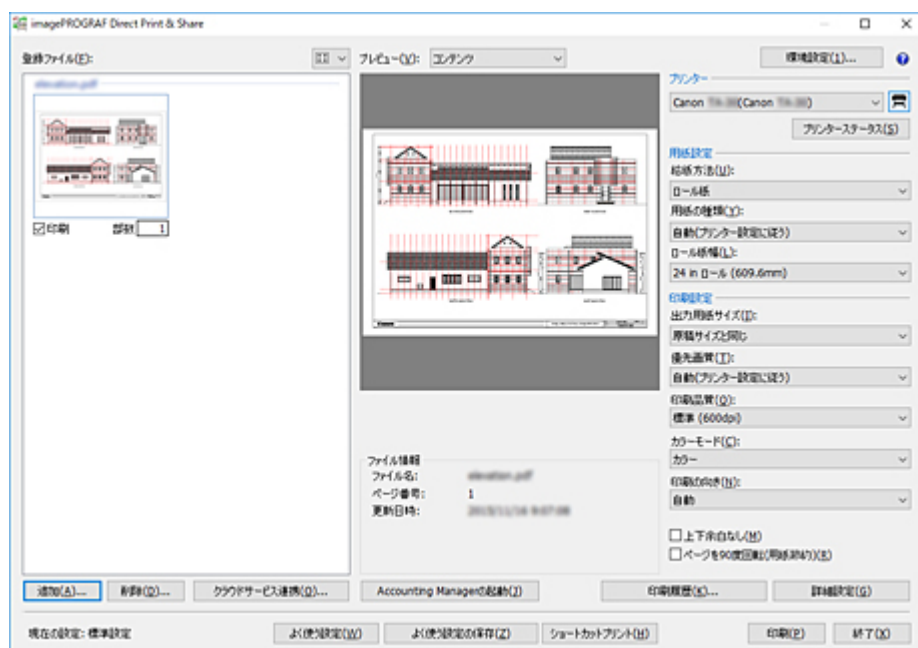 imagePROGRAF Direct Print & Share
登録ファイル(E):
プレビュー(V): コンテンツ
環境設定(1)...
elevation.pdf
プリンター
Canon (Canon )
プリンターステータス(S)
用紙設定
給紙方法(U):
ロール紙
用紙の種類(Y):
自動(プリンター設定に従う)
ロール紙幅(L):
24 in ロール (609.6mm)
印刷 部数 1
印刷設定
出力用紙サイズ(I):
原稿サイズと同じ
優先画質(T):
自動(プリンター設定に従う)
印刷品質(Q):
標準 (600dpi)
カラーモード(C):
カラー
印刷の向き(N):
自動
上下余白なし(M)
ページを90度回転(用紙節約)(R)
ファイル情報
ファイル名: elevation.pdf
ページ番号: 1
更新日時:
追加(A)...
削除(D)...
クラウドサービス連携(O)...
Accounting Managerの起動(J)
印刷履歴(K)...
詳細設定(G)
現在の設定: 標準設定
よく使う設定(W)
よく使う設定の保存(Z)
ショートカットプリント(H)
印刷(P)
終了(X)